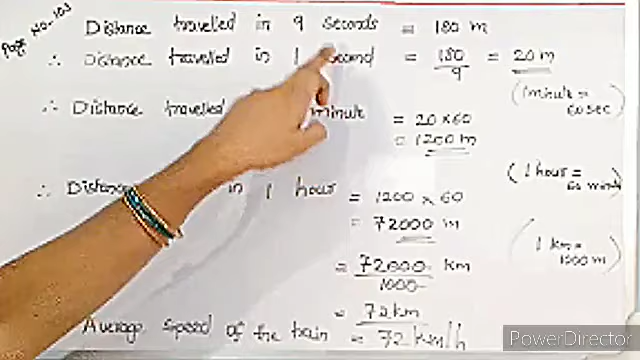 Page No-103
Distance travelled in 9 seconds = 180 m
∴ Distance travelled in 1 second = 180/9 = 20 m
(1 minute = 60 sec)
∴ Distance travelled minute = 20 × 60
= 1200 m
(1 hour = 60 minute)
∴ Distance in 1 hour = 1200 × 60
= 72000 m
(1 km = 1000 m)
= 72000/1000 km
= 72 km
Average speed of the train = 72 km/h
PowerDirector